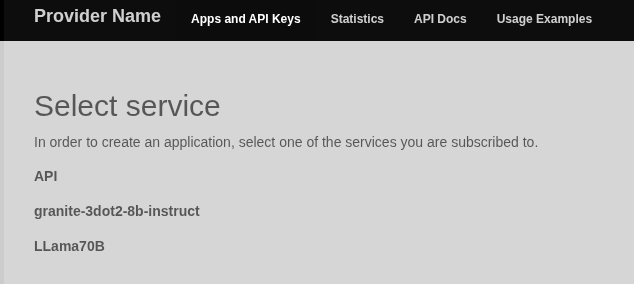 Provider Name Apps and API Keys Statistics API Docs Usage Examples
Select service
In order to create an application, select one of the services you are subscribed to.
API
granite-3dot2-8b-instruct
LLama70B